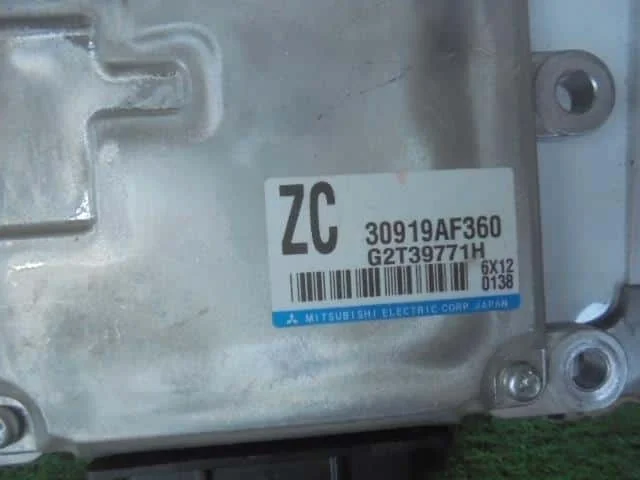 ZC 30919AF360
G2T39771H
6X12
0138
MITSUBISHI ELECTRIC CORP. JAPAN